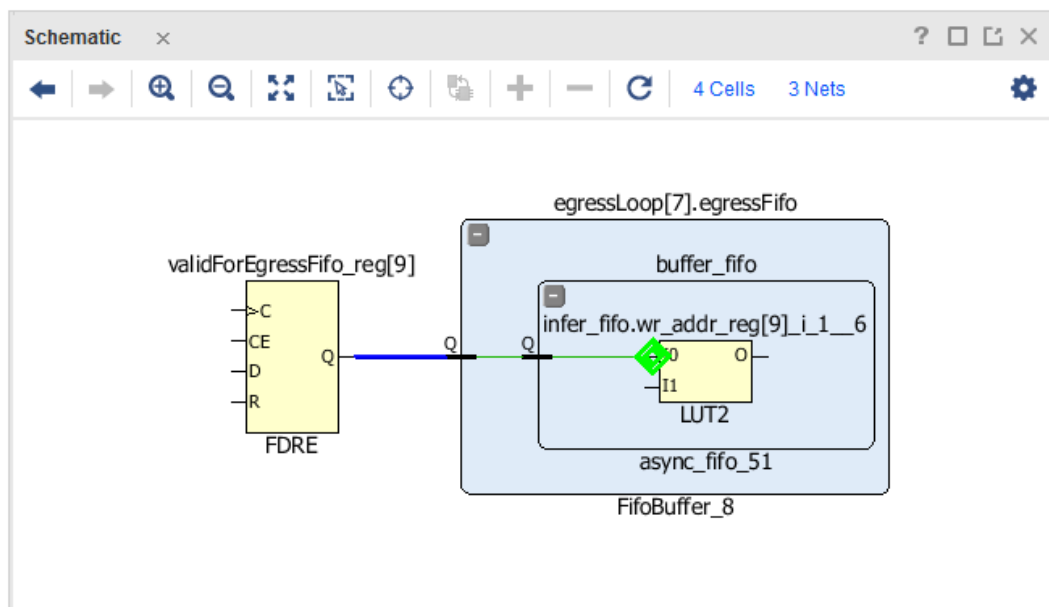 Schematic
4 Cells 3 Nets
egressLoop[7].egressFifo
validForEgressFifo_reg[9]
buffer_fifo
infer_fifo.wr_addr_reg[9]_i_1__6
C
CE
D
R
Q
FDRE
Q
Q
I0
O
I1
LUT2
async_fifo_51
FifoBuffer_8